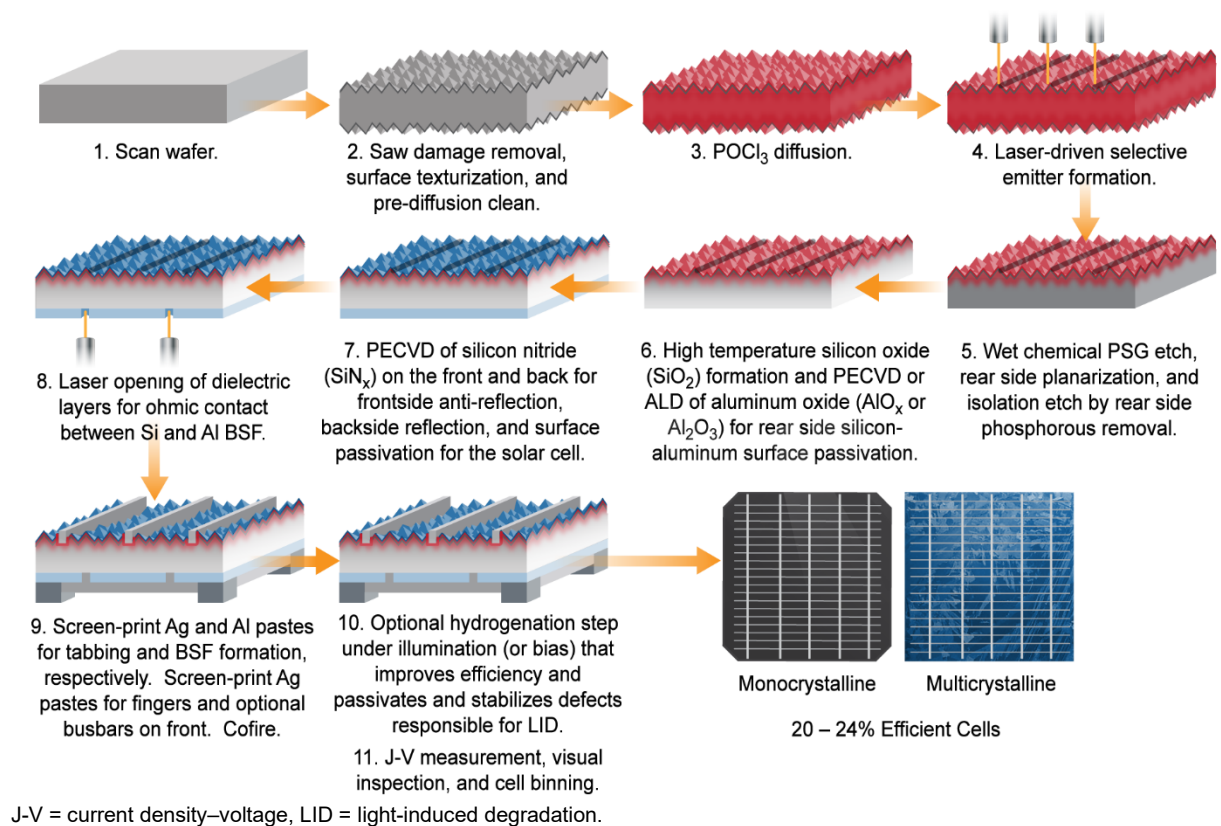 1. Scan wafer.
2. Saw damage removal,
surface texturization, and
pre-diffusion clean.
3. POCl₃ diffusion.
4. Laser-driven selective
emitter formation.
5. Wet chemical PSG etch,
rear side planarization, and
isolation etch by rear side
phosphorous removal.
6. High temperature silicon oxide
(SiO₂) formation and PECVD or
ALD of aluminum oxide (AlOₓ or
Al₂O₃) for rear side silicon-
aluminum surface passivation.
7. PECVD of silicon nitride
(SiNₓ) on the front and back for
frontside anti-reflection,
backside reflection, and surface
passivation for the solar cell.
8. Laser opening of dielectric
layers for ohmic contact
between Si and Al BSF.
9. Screen-print Ag and Al pastes
for tabbing and BSF formation,
respectively. Screen-print Ag
pastes for fingers and optional
busbars on front. Cofire.
10. Optional hydrogenation step
under illumination (or bias) that
improves efficiency and
passivates and stabilizes defects
responsible for LID.
11. J-V measurement, visual
inspection, and cell binning.
Monocrystalline
Multicrystalline
20 – 24% Efficient Cells
J-V = current density–voltage, LID = light-induced degradation.